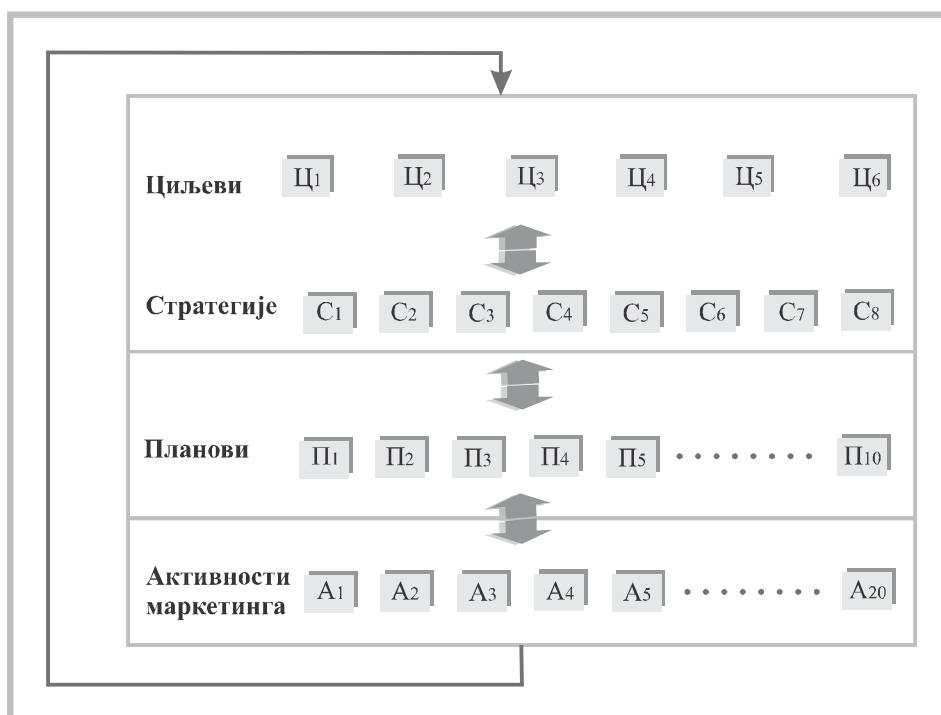 Циљеви Ц1 Ц2 Ц3 Ц4 Ц5 Ц6
Стратегије С1 С2 С3 С4 С5 С6 С7 С8
Планови П1 П2 П3 П4 П5 . . . . . . . . П10
Активности
маркетинга А1 А2 А3 А4 А5 . . . . . . . . А20